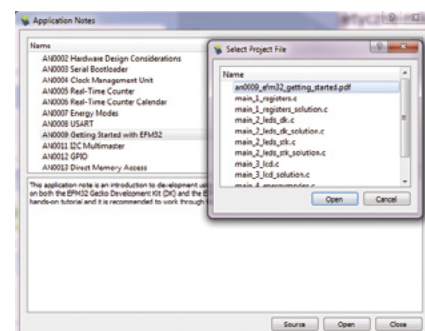 Application Notes
Name
AN0002 Hardware Design Considerations
AN0003 Serial Bootloader
AN0004 Clock Management Unit
AN0005 Real-Time Counter
AN0006 Real-Time Counter Calendar
AN0007 Energy Modes
AN0008 USART
AN0009 Getting Started with EFM32
AN0011 I2C Multimaster
AN0012 GPIO
AN0013 Direct Memory Access
This application note is an introduction to development us
on both the EFM32 Gecko Development Kit (DK) and the E
hands-on tutorial and it is recommended to work through t
Select Project File
Name
an0009_efm32_getting_started.pdf
main_1_registers.c
main_1_registers_solution.c
main_2_leds_dk.c
main_2_leds_dk_solution.c
main_2_leds_stk.c
main_2_leds_stk_solution.c
main_3_lcd.c
main_3_lcd_solution.c
main_4_energymodes.c
Open
Cancel
Source
Open
Close